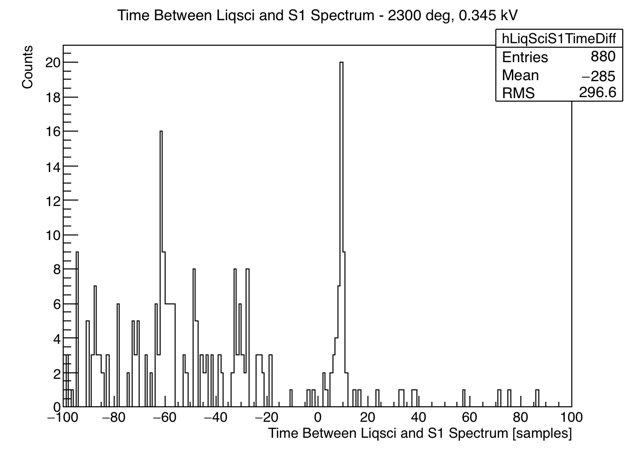 Time Between Liqsci and S1 Spectrum - 2300 deg, 0.345 kV
hLiqSciS1TimeDiff
Entries 880
Mean −285
RMS 296.6
Counts
20
18
16
14
12
10
8
6
4
2
0
−100 −80 −60 −40 −20 0 20 40 60 80 100
Time Between Liqsci and S1 Spectrum [samples]